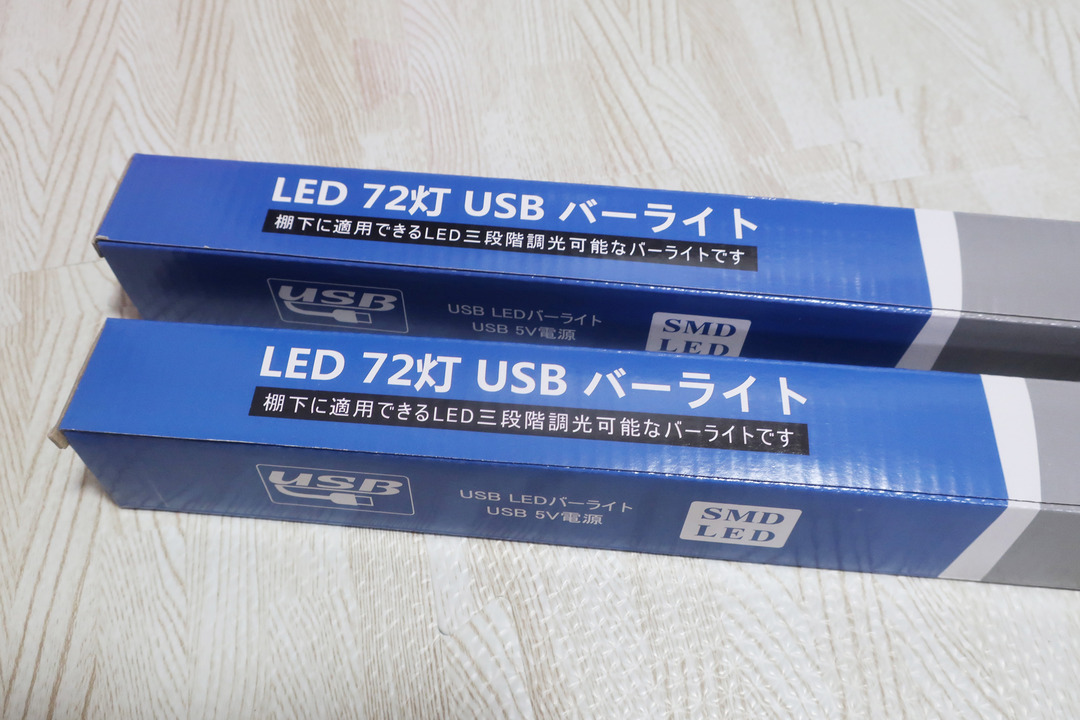 LED 72灯 USB バーライト
棚下に適用できるLED三段階調光可能なバーライトです
USB
USB LEDバーライト
USB 5V電源
SMD
LED
LED 72灯 USB バーライト
棚下に適用できるLED三段階調光可能なバーライトです
USB
USB LEDバーライト
USB 5V電源
SMD
LED